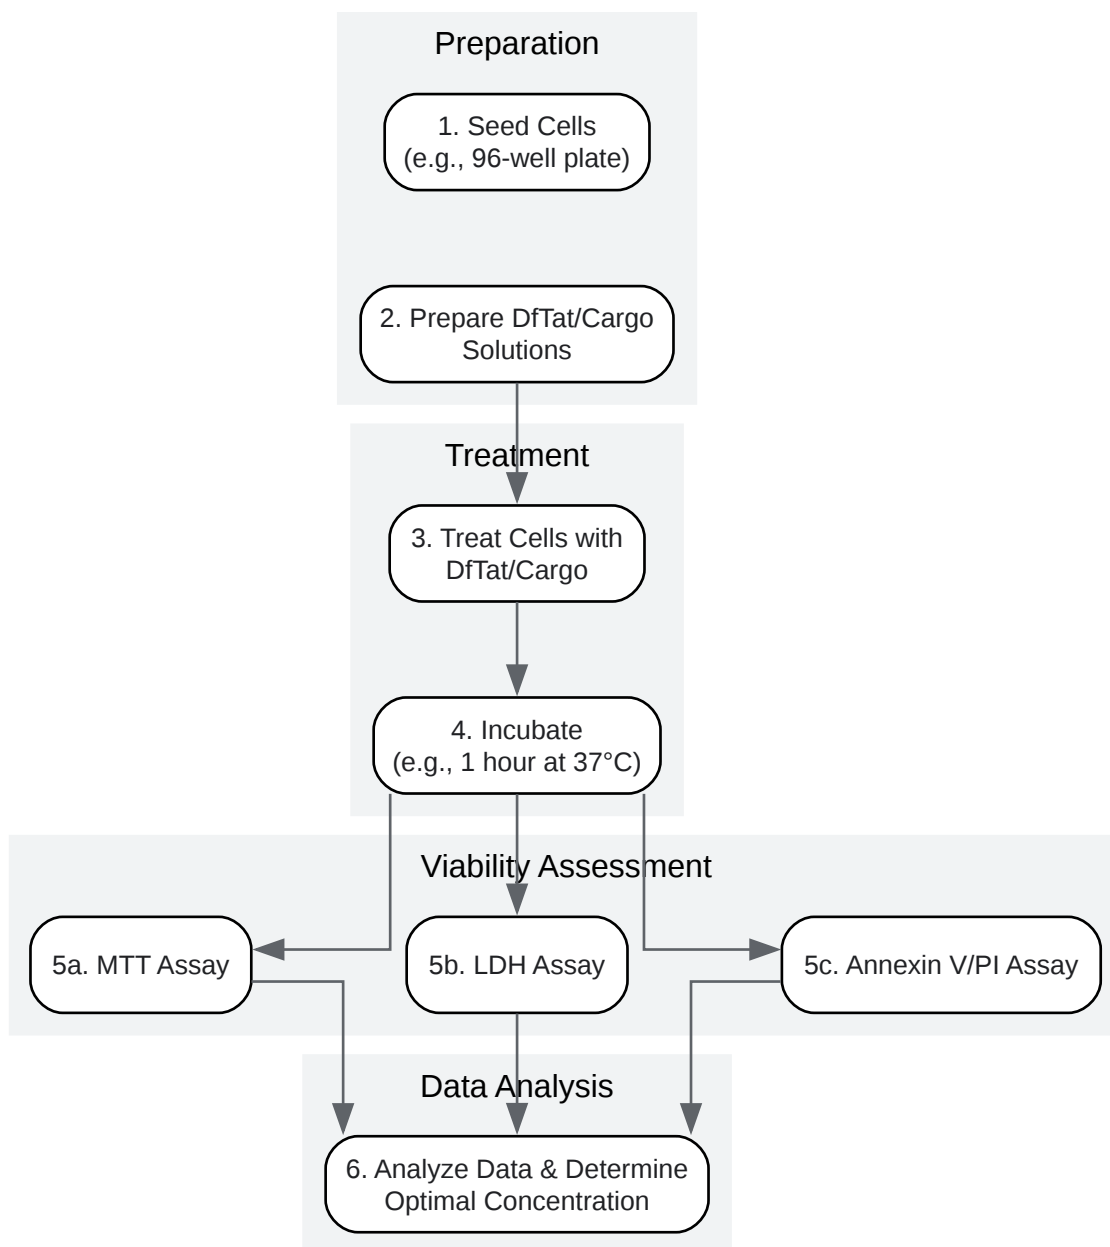 Preparation
1. Seed Cells
(e.g., 96-well plate)
2. Prepare DfTat/Cargo
Solutions
Treatment
3. Treat Cells with
DfTat/Cargo
4. Incubate
(e.g., 1 hour at 37°C)
Viability Assessment
5a. MTT Assay
5b. LDH Assay
5c. Annexin V/PI Assay
Data Analysis
6. Analyze Data & Determine
Optimal Concentration